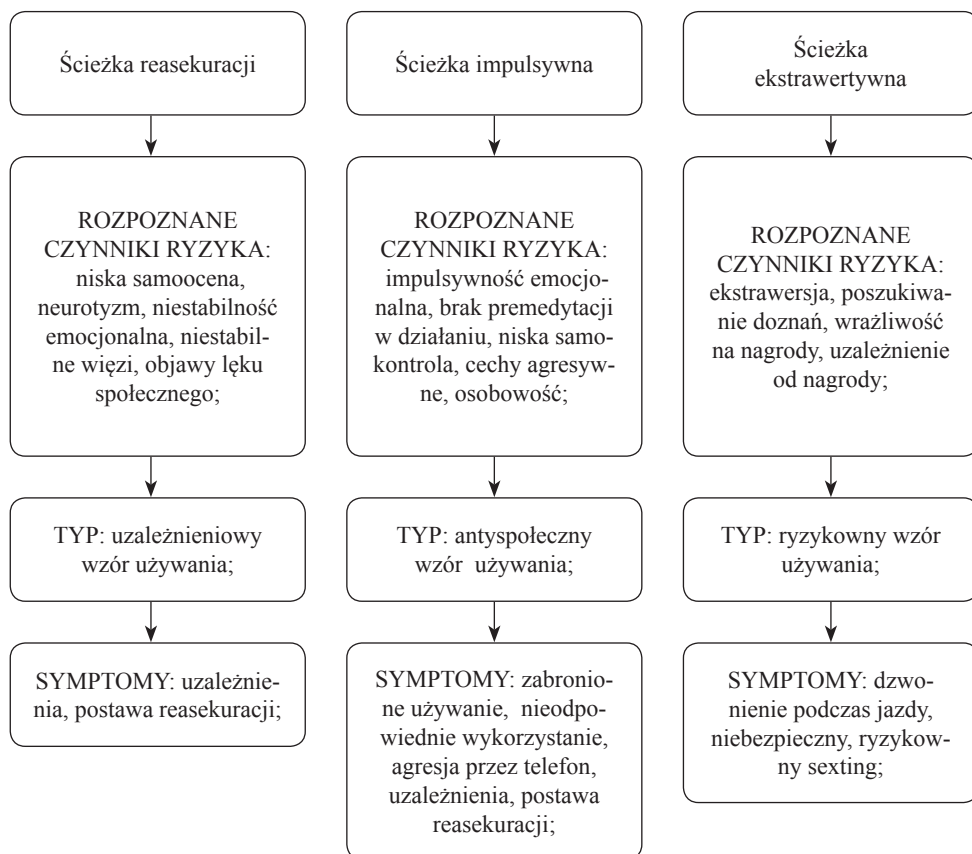 Ścieżka reasekuracji
ROZPOZNANE
CZYNNIKI RYZYKA:
niska samoocena,
neurotyzm, niestabilność
emocjonalna, niestabil-
ne więzi, objawy lęku
społecznego;
TYP: uzależnieniowy
wzór używania;
SYMPTOMY: uzależnie-
nia, postawa reasekuracji;
Ścieżka impulsywna
ROZPOZNANE
CZYNNIKI RYZYKA:
impulsywność emocjo-
nalna, brak premedytacji
w działaniu, niska samo-
kontrola, cechy agresyw-
ne, osobowość;
TYP: antyspołeczny
wzór używania;
SYMPTOMY: zabronio-
ne używanie, nieodpo-
wiednie wykorzystanie,
agresja przez telefon,
uzależnienia, postawa
reasekuracji;
Ścieżka
ekstrawertywna
ROZPOZNANE
CZYNNIKI RYZYKA:
ekstrawersja, poszukiwa-
nie doznań, wrażliwość
na nagrody, uzależnienie
od nagrody;
TYP: ryzykowny wzór
używania;
SYMPTOMY: dzwo-
nienie podczas jazdy,
niebezpieczny, ryzykow-
ny sexting;